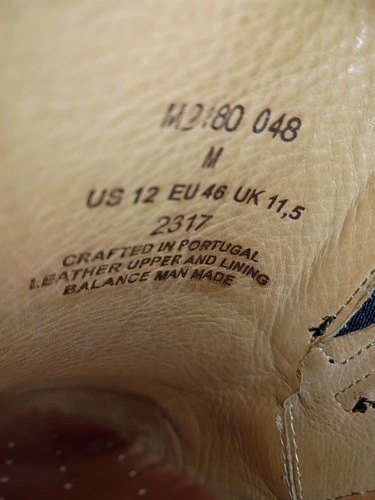 M2180 048
M
US 12 EU 46 UK 11,5
2317
CRAFTED IN PORTUGAL
LEATHER UPPER AND LINING
BALANCE MAN MADE